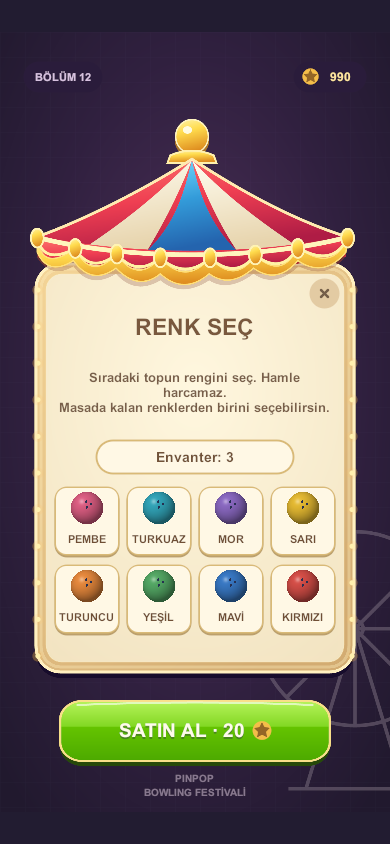 BÖLÜM 12
990
RENK SEÇ
Sıradaki topun rengini seç. Hamle
harcamaz.
Masada kalan renklerden birini seçebilirsin.
Envanter: 3
PEMBE
TURKUAZ
MOR
SARI
TURUNCU
YEŞİL
MAVİ
KIRMIZI
SATIN AL · 20
PINPOP
BOWLING FESTİVALİ